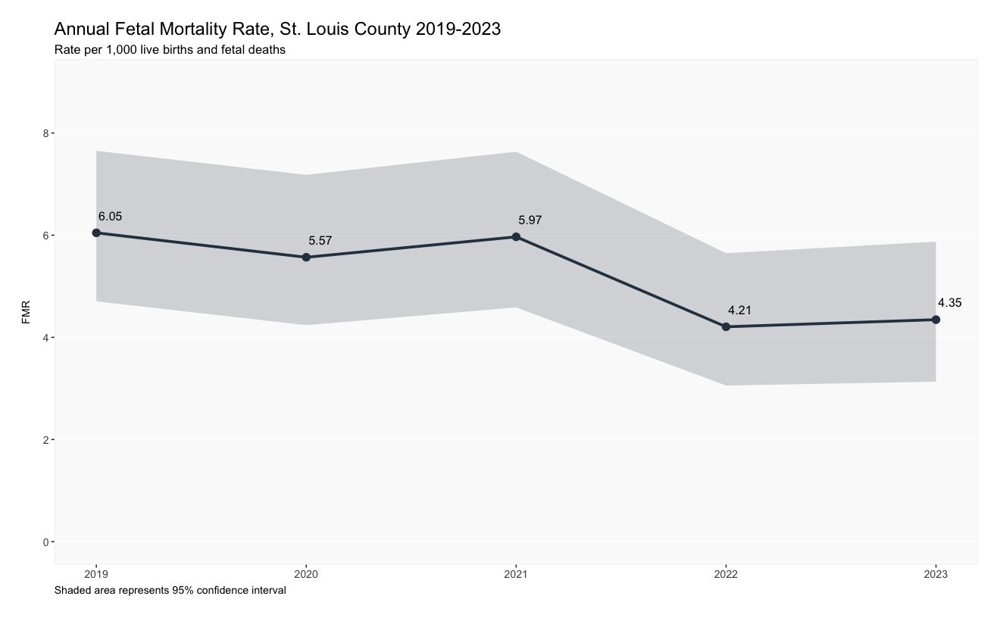 Annual Fetal Mortality Rate, St. Louis County 2019-2023
Rate per 1,000 live births and fetal deaths
FMR
8
6
4
2
0
6.05
5.57
5.97
4.21
4.35
2019 2020 2021 2022 2023
Shaded area represents 95% confidence interval